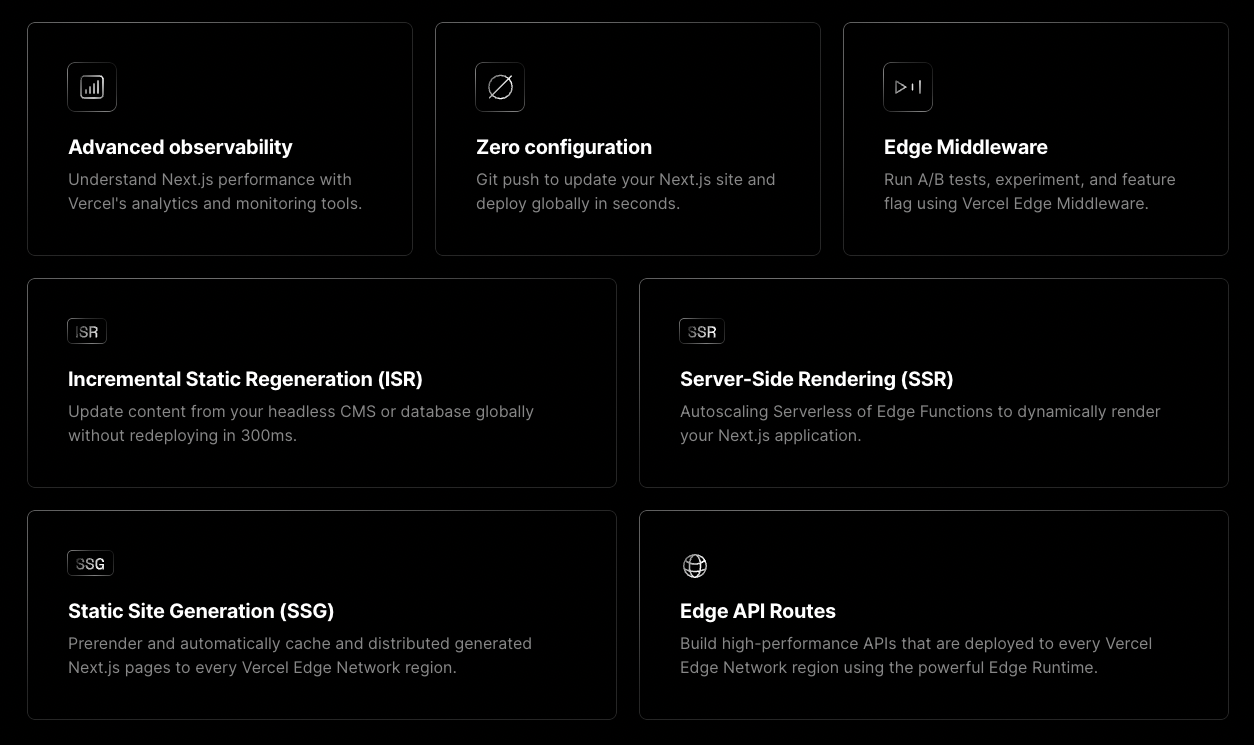 Advanced observability
Understand Next.js performance with
Vercel's analytics and monitoring tools.
Zero configuration
Git push to update your Next.js site and
deploy globally in seconds.
Edge Middleware
Run A/B tests, experiment, and feature
flag using Vercel Edge Middleware.
ISR
Incremental Static Regeneration (ISR)
Update content from your headless CMS or database globally
without redeploying in 300ms.
SSR
Server-Side Rendering (SSR)
Autoscaling Serverless of Edge Functions to dynamically render
your Next.js application.
SSG
Static Site Generation (SSG)
Prerender and automatically cache and distributed generated
Next.js pages to every Vercel Edge Network region.
Edge API Routes
Build high-performance APIs that are deployed to every Vercel
Edge Network region using the powerful Edge Runtime.